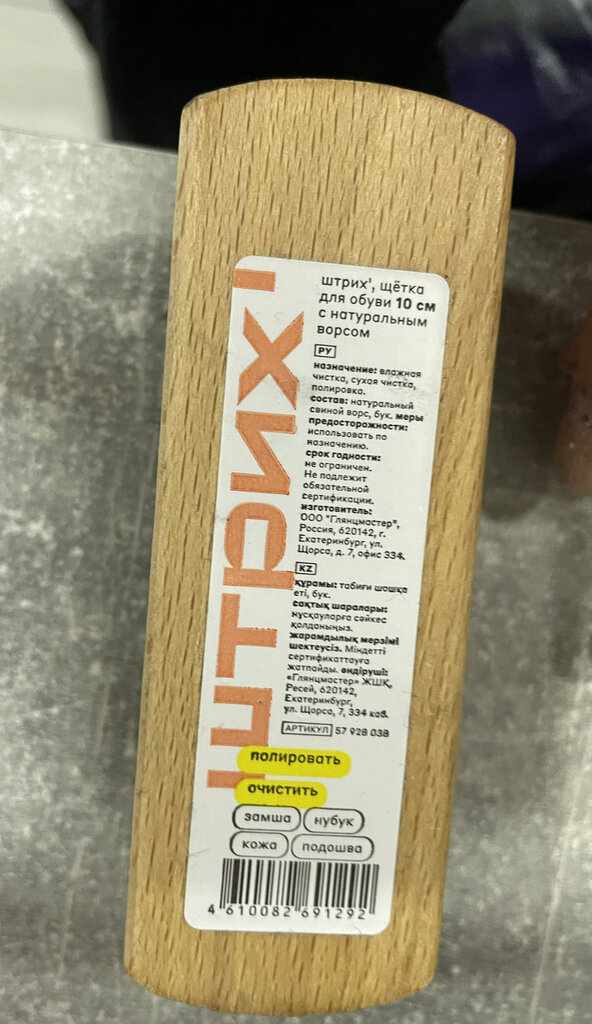 ШТРИХ'
штрих', щётка
для обуви 10 см
с натуральным
ворсом
РУ
назначение: влажная
чистка, сухая чистка,
полировка.
состав: натуральный
свиной ворс, бук. меры
предосторожности:
использовать по
назначению.
срок годности:
не ограничен.
Не подлежит
обязательной
сертификации.
изготовитель:
ООО "Глянцмастер",
Россия, 620142, г.
Екатеринбург, ул.
Щорса, д. 7, офис 334.
KZ
құрамы: табиғи шошқа
еті, бук.
сақтық шаралары:
нұсқауларға сәйкес
қолданыңыз.
жарамдылық мерзімі
шектеусіз. Міндетті
сертификаттауға
жатпайды. өндіруші:
«Глянцмастер» ЖШҚ,
Ресей, 620142,
Екатеринбург,
ул. Щорса, 7, 334 каб.
АРТИКУЛ 57 928 038
полировать
очистить
замша нубук
кожа подошва
4 610082 691292